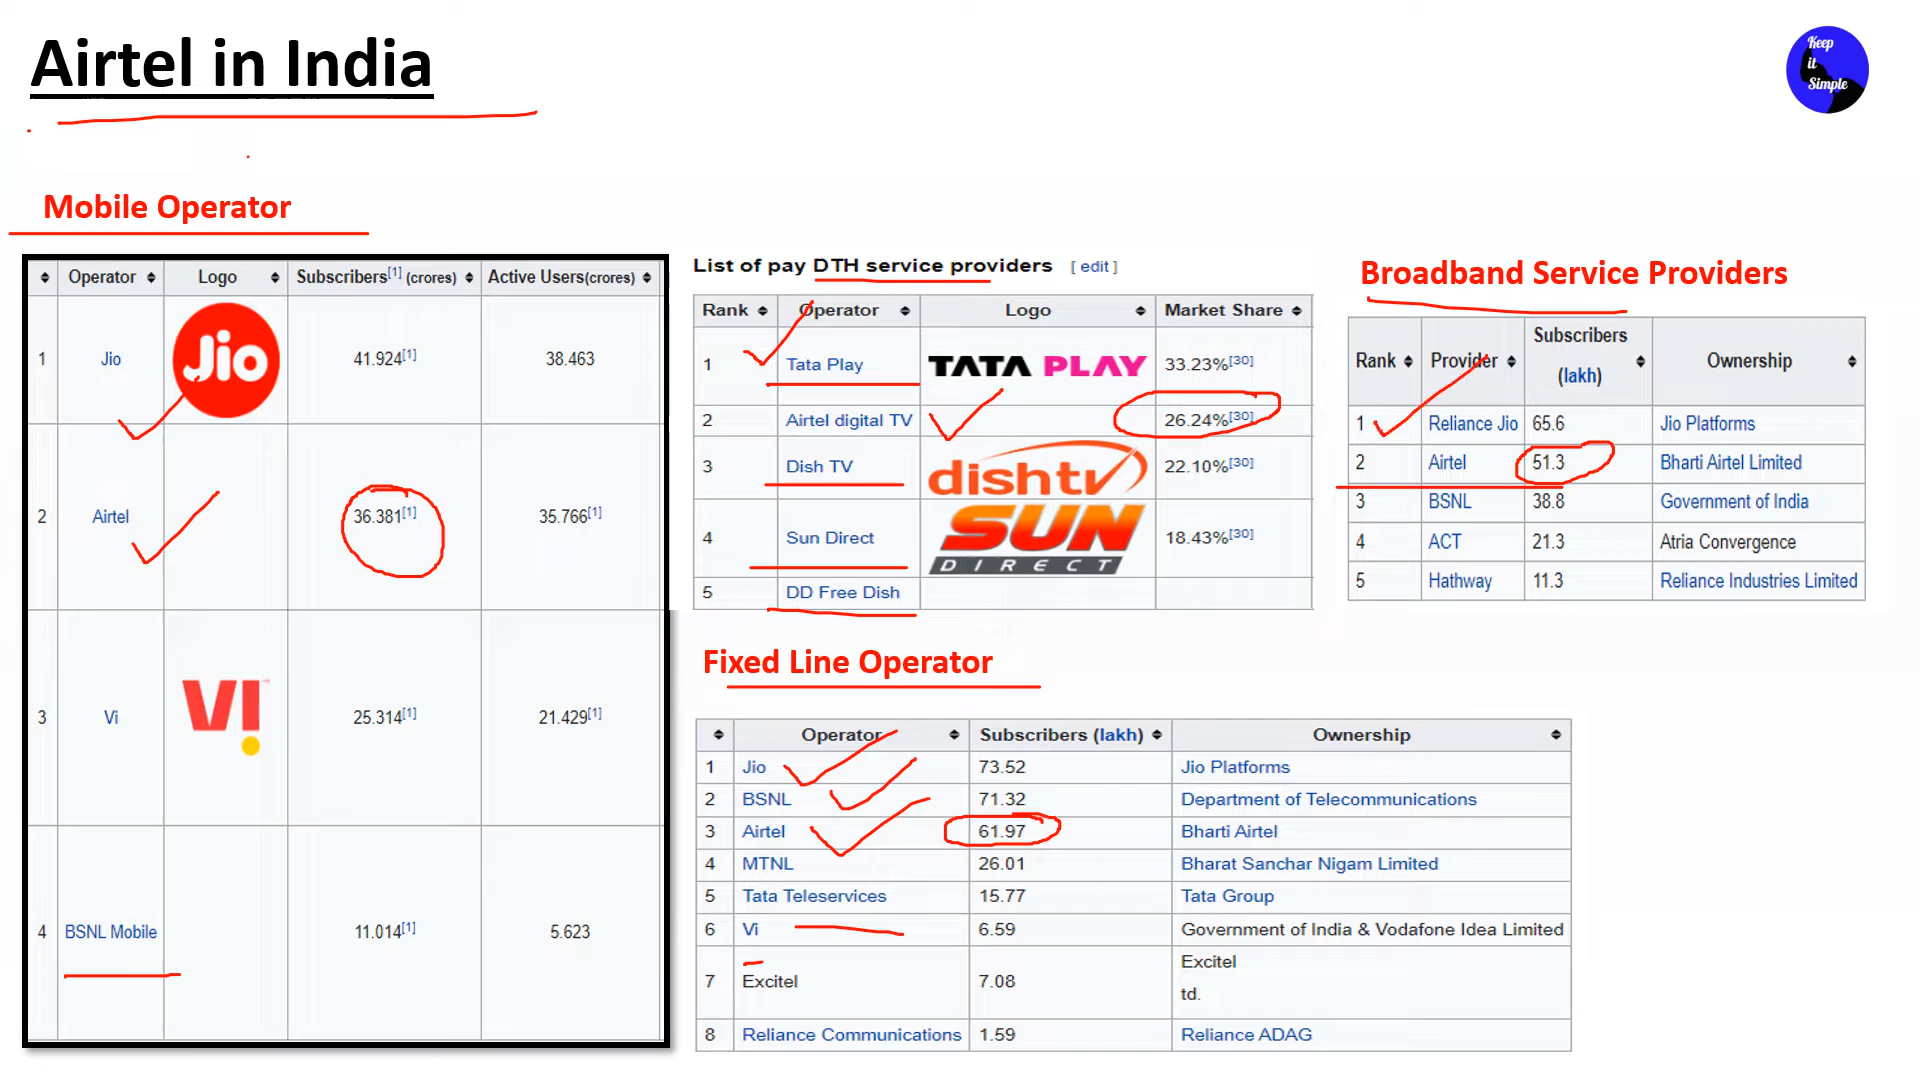 Airtel in India
Keep
it
Simple
Mobile Operator
Operator Logo Subscribers[1] (crores) Active Users(crores)
1 Jio Jio 41.924[1] 38.463
2 Airtel 36.381[1] 35.766[1]
3 Vi VI 25.314[1] 21.429[1]
4 BSNL Mobile 11.014[1] 5.623
List of pay DTH service providers [ edit ]
Rank Operator Logo Market Share
1 Tata Play TATA PLAY 33.23%[30]
2 Airtel digital TV 26.24%[30]
3 Dish TV dishtv 22.10%[30]
4 Sun Direct SUN DIRECT 18.43%[30]
5 DD Free Dish
Broadband Service Providers
Rank Provider Subscribers (lakh) Ownership
1 Reliance Jio 65.6 Jio Platforms
2 Airtel 51.3 Bharti Airtel Limited
3 BSNL 38.8 Government of India
4 ACT 21.3 Atria Convergence
5 Hathway 11.3 Reliance Industries Limited
Fixed Line Operator
Operator Subscribers (lakh) Ownership
1 Jio 73.52 Jio Platforms
2 BSNL 71.32 Department of Telecommunications
3 Airtel 61.97 Bharti Airtel
4 MTNL 26.01 Bharat Sanchar Nigam Limited
5 Tata Teleservices 15.77 Tata Group
6 Vi 6.59 Government of India & Vodafone Idea Limited
7 Excitel 7.08 Excitel
td.
8 Reliance Communications 1.59 Reliance ADAG